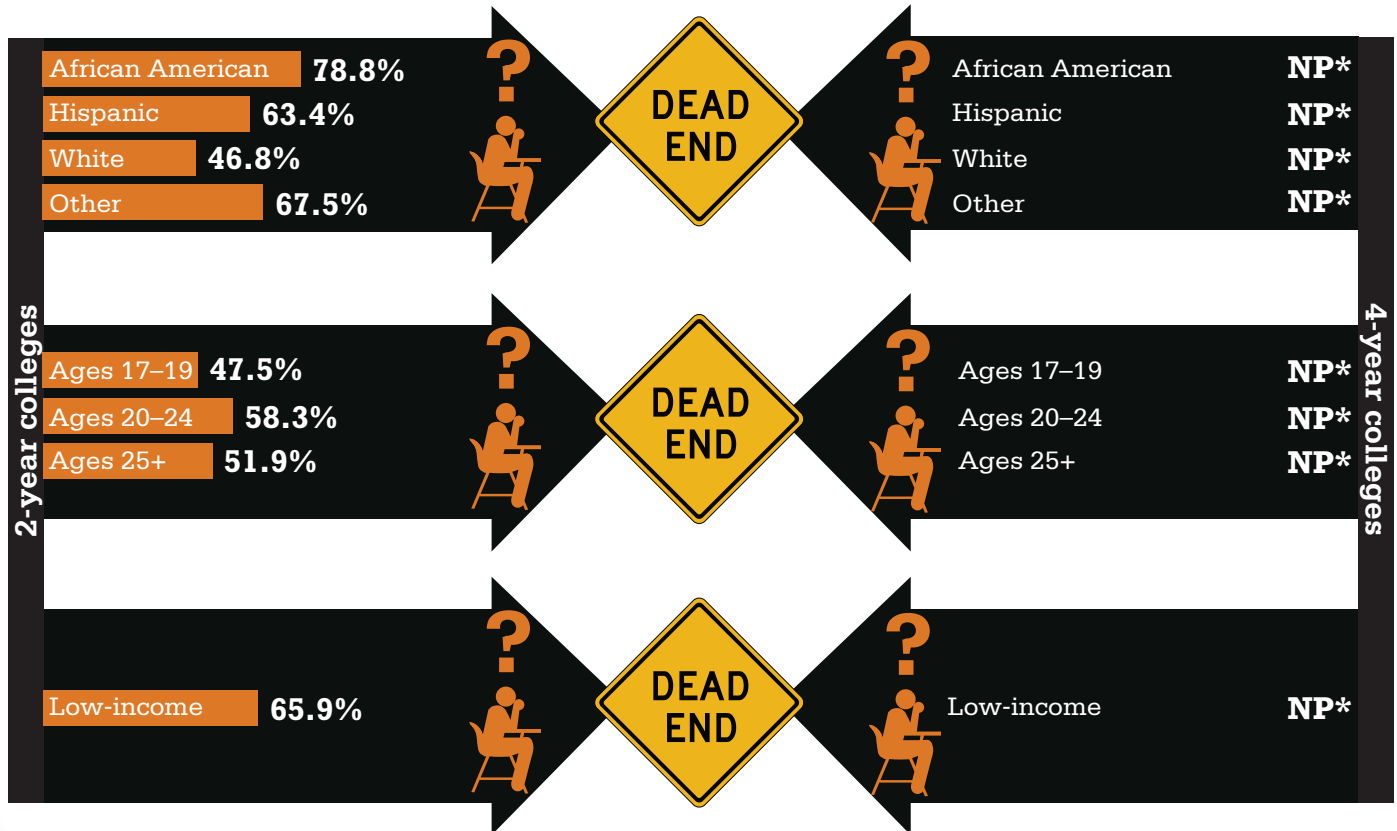 2-year colleges
African American 78.8%
Hispanic 63.4%
White 46.8%
Other 67.5%
?
DEAD
END
?
African American NP*
Hispanic NP*
White NP*
Other NP*
Ages 17–19 47.5%
Ages 20–24 58.3%
Ages 25+ 51.9%
?
DEAD
END
?
Ages 17–19 NP*
Ages 20–24 NP*
Ages 25+ NP*
Low-income 65.9%
?
DEAD
END
?
Low-income NP*
4-year colleges